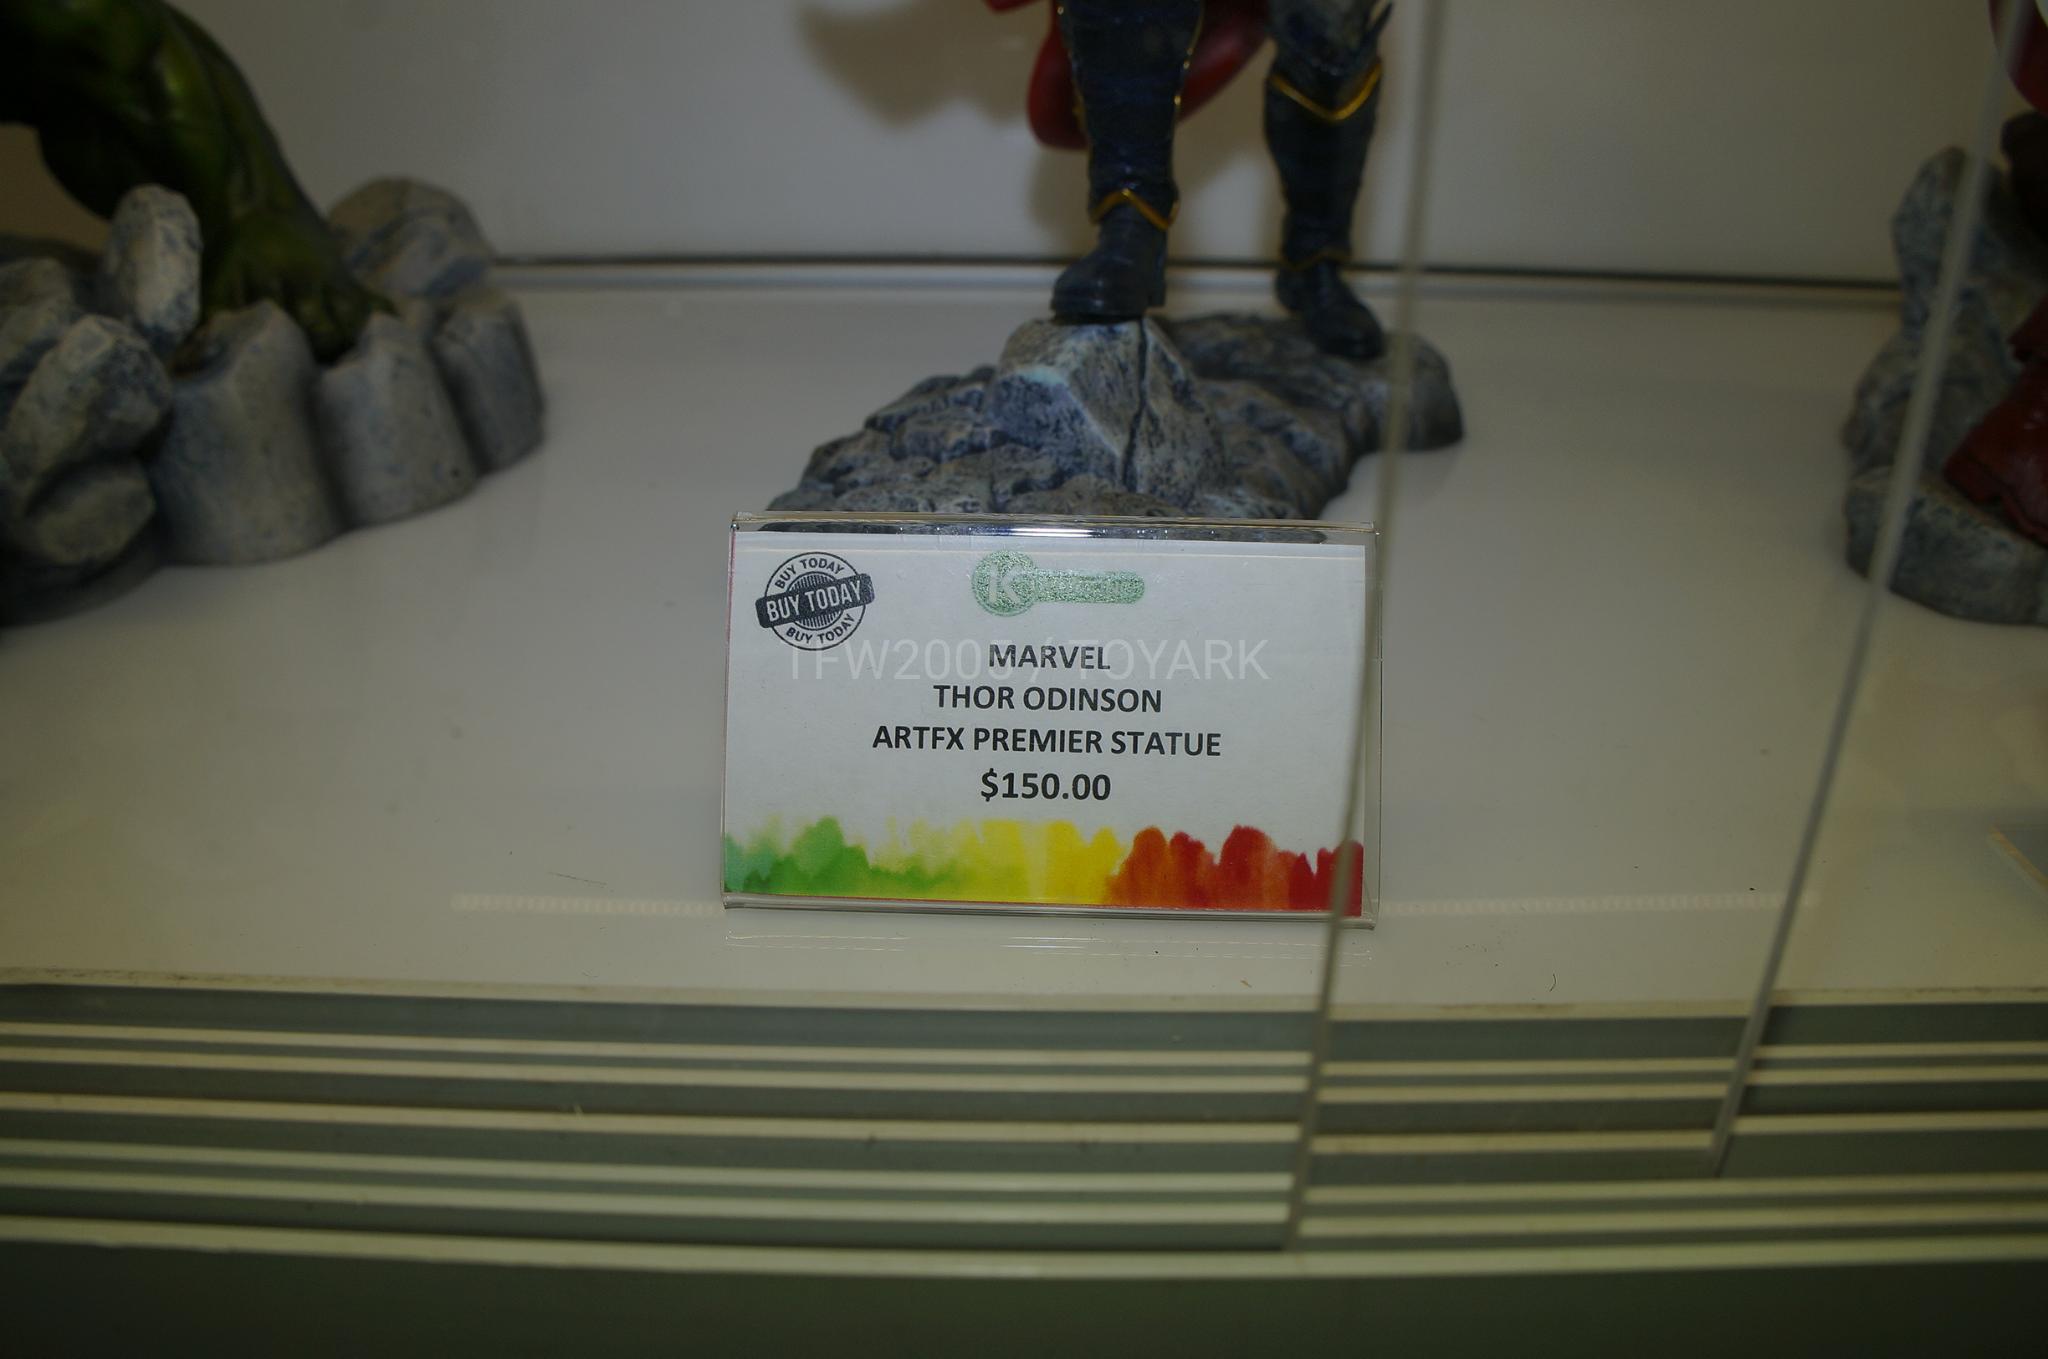 BUY TODAY
BUY TODAY
BUY TODAY
K
TFW2005 / TOYARK
MARVEL
THOR ODINSON
ARTFX PREMIER STATUE
$150.00